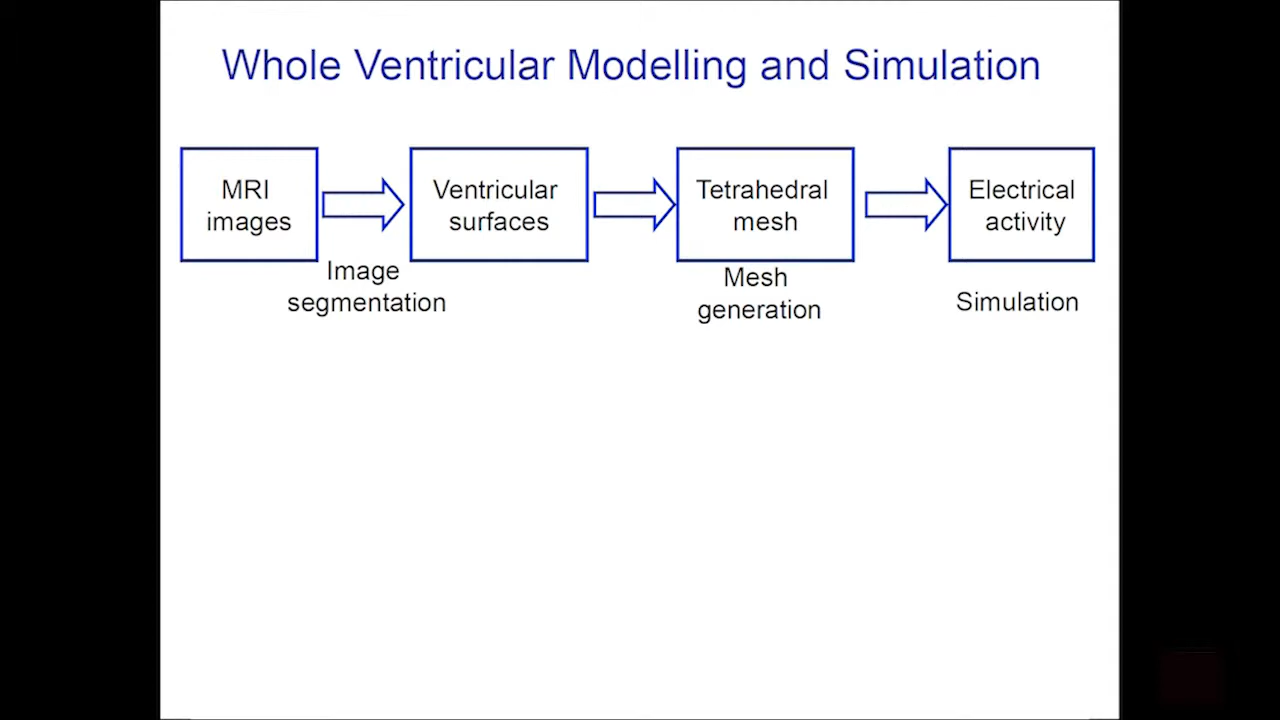 Whole Ventricular Modelling and Simulation
MRI
images
Ventricular
surfaces
Tetrahedral
mesh
Electrical
activity
Image
segmentation
Mesh
generation
Simulation